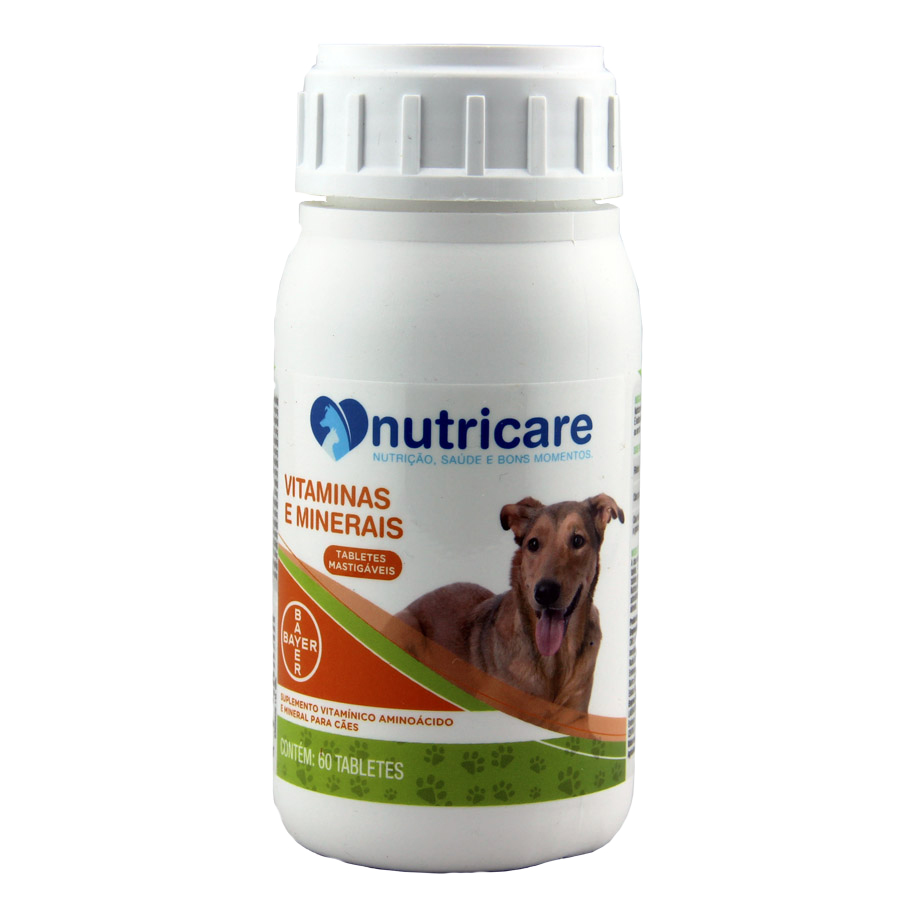 nutricare
NUTRIÇÃO, SAÚDE E BONS MOMENTOS.
VITAMINAS
E MINERAIS
TABLETES
MASTIGÁVEIS
BAYER
BAYER
SUPLEMENTO VITAMÍNICO AMINOÁCIDO
E MINERAL PARA CÃES
CONTÉM: 60 TABLETES